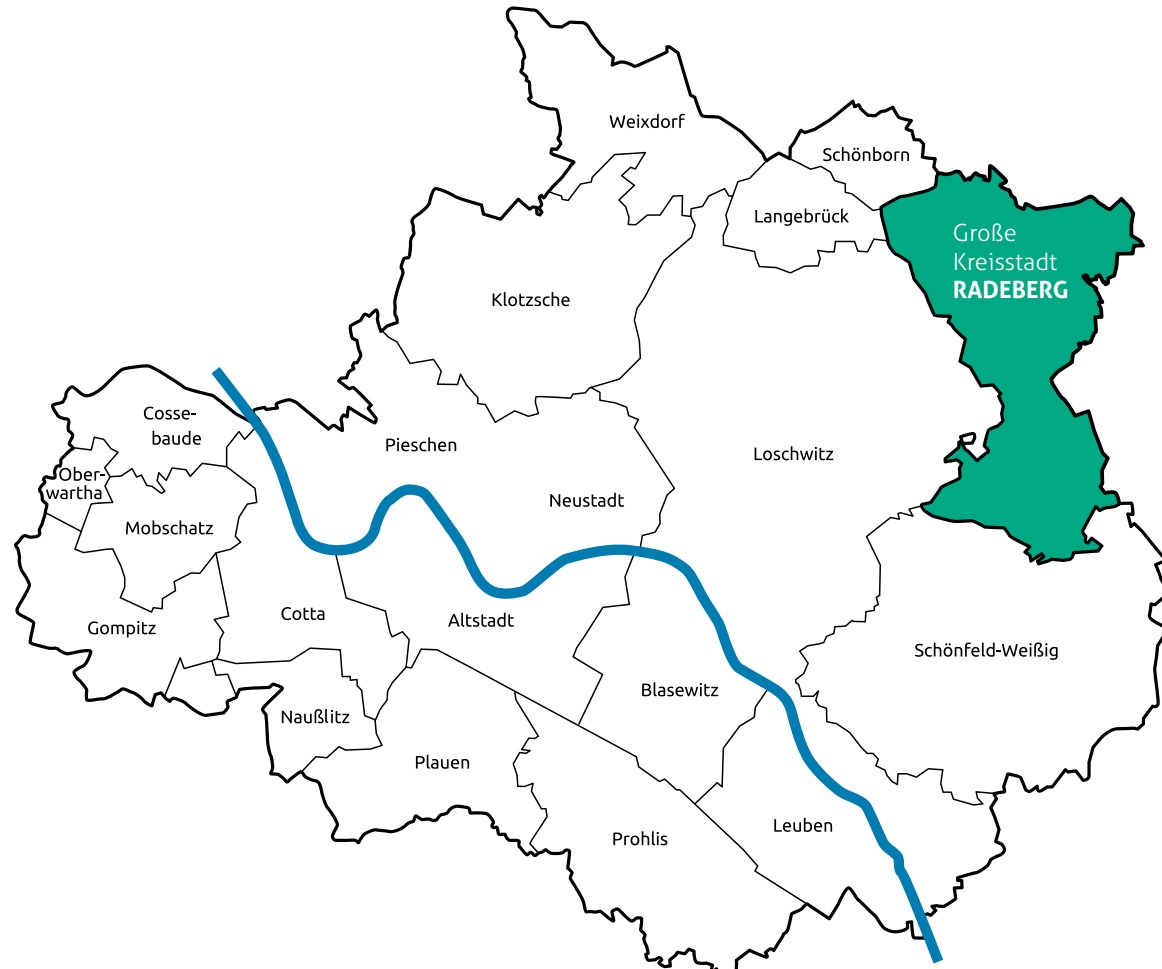 Weixdorf
Schönborn
Langebrück
Große
Kreisstadt
RADEBERG
Klotzsche
Cosse-
baude
Pieschen
Loschwitz
Ober-
wartha
Neustadt
Mobschatz
Cotta
Altstadt
Gompitz
Schönfeld-Weißig
Blasewitz
Naußlitz
Plauen
Leuben
Prohlis